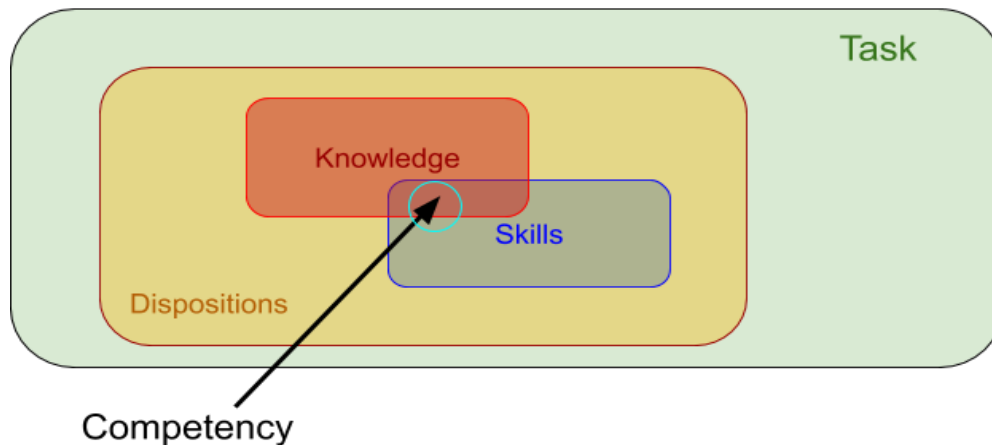 Task
Knowledge
Skills
Dispositions
Competency